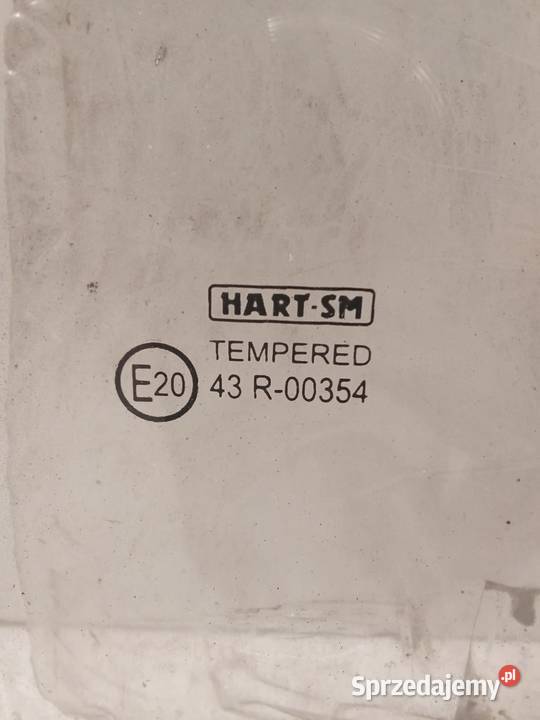 HART-SM
TEMPERED
E20 43 R-00354
Sprzedajemy.pl